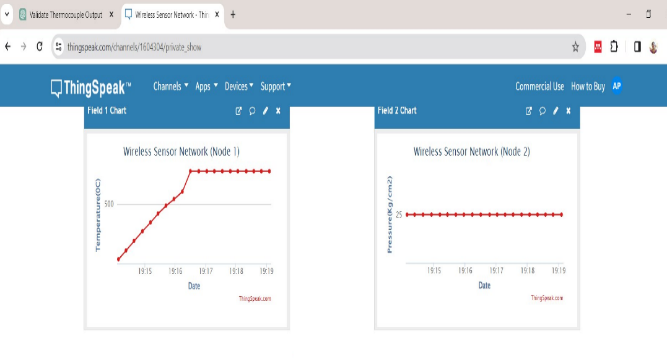 Validate Thermocouple Output
Wireless Sensor Network - Thin
thingspeak.com/channels/1604304/private_show
ThingSpeak™ Channels Apps Devices Support Commercial Use How to Buy AP
Field 1 Chart
Wireless Sensor Network (Node 1)
Temperature(0C)
500
19:15 19:16 19:17 19:18 19:19
Date
ThingSpeak.com
Field 2 Chart
Wireless Sensor Network (Node 2)
Pressure(Kg/cm2)
25
19:15 19:16 19:17 19:18 19:19
Date
ThingSpeak.com